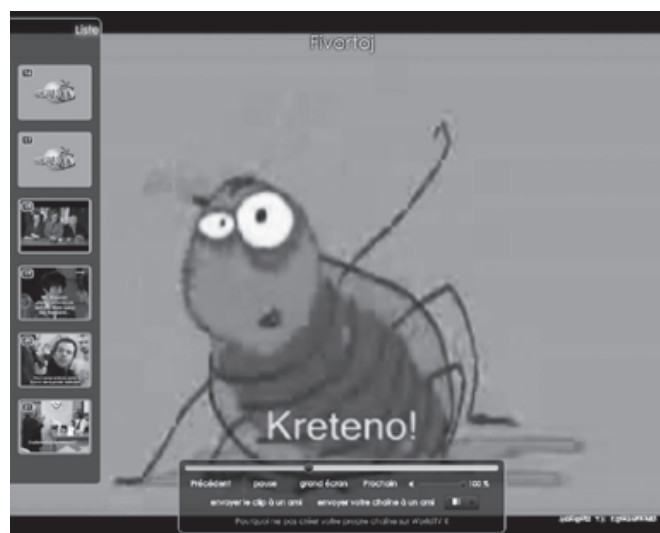 Liste
Fivortoj
Kreteno!
Précédent pause grand écran Prochain 100 %
envoyer le clip à un ami envoyer votre chaîne à un ami
Pourquoi ne pas créer votre propre chaîne sur WorldTV ?